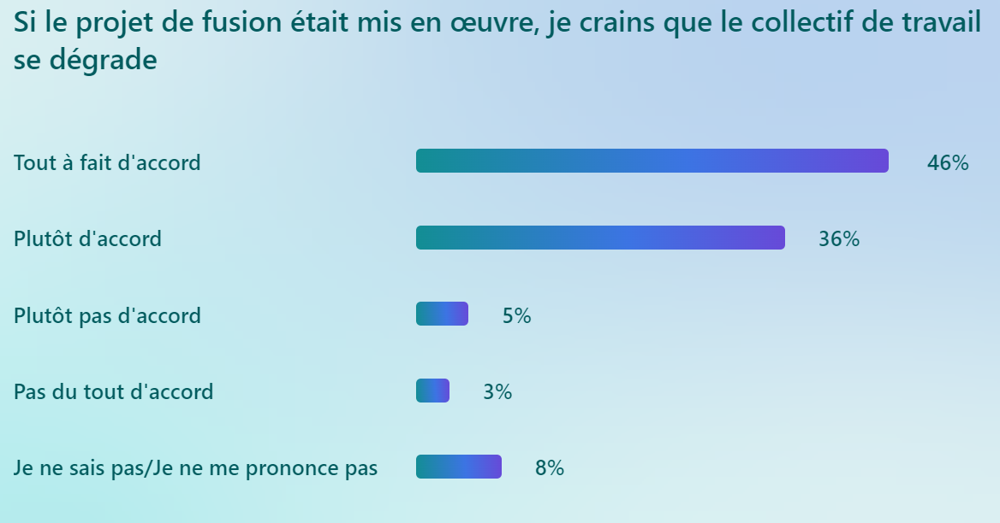 Si le projet de fusion était mis en œuvre, je crains que le collectif de travail
se dégrade
Tout à fait d'accord 46%
Plutôt d'accord 36%
Plutôt pas d'accord 5%
Pas du tout d'accord 3%
Je ne sais pas/Je ne me prononce pas 8%